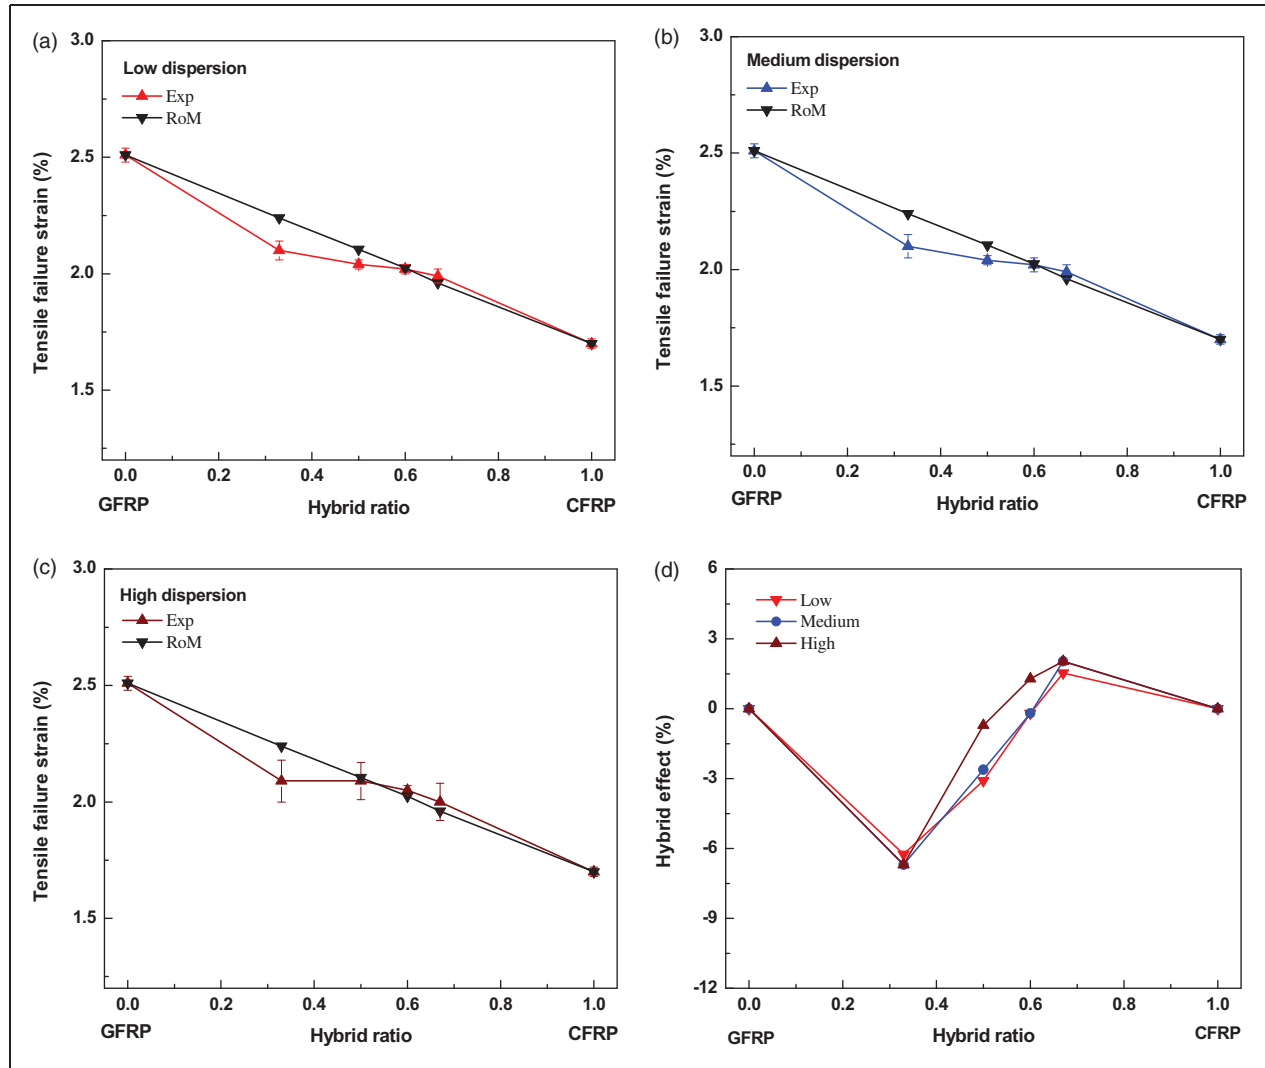 (a)
Low dispersion
Exp
RoM
Tensile failure strain (%)
3.0
2.5
2.0
1.5
0.0 0.2 0.4 0.6 0.8 1.0
GFRP Hybrid ratio CFRP
(b)
Medium dispersion
Exp
RoM
Tensile failure strain (%)
3.0
2.5
2.0
1.5
0.0 0.2 0.4 0.6 0.8 1.0
GFRP Hybrid ratio CFRP
(c)
High dispersion
Exp
RoM
Tensile failure strain (%)
3.0
2.5
2.0
1.5
0.0 0.2 0.4 0.6 0.8 1.0
GFRP Hybrid ratio CFRP
(d)
Low
Medium
High
Hybrid effect (%)
6
3
0
-3
-6
-9
-12
0.0 0.2 0.4 0.6 0.8 1.0
GFRP Hybrid ratio CFRP